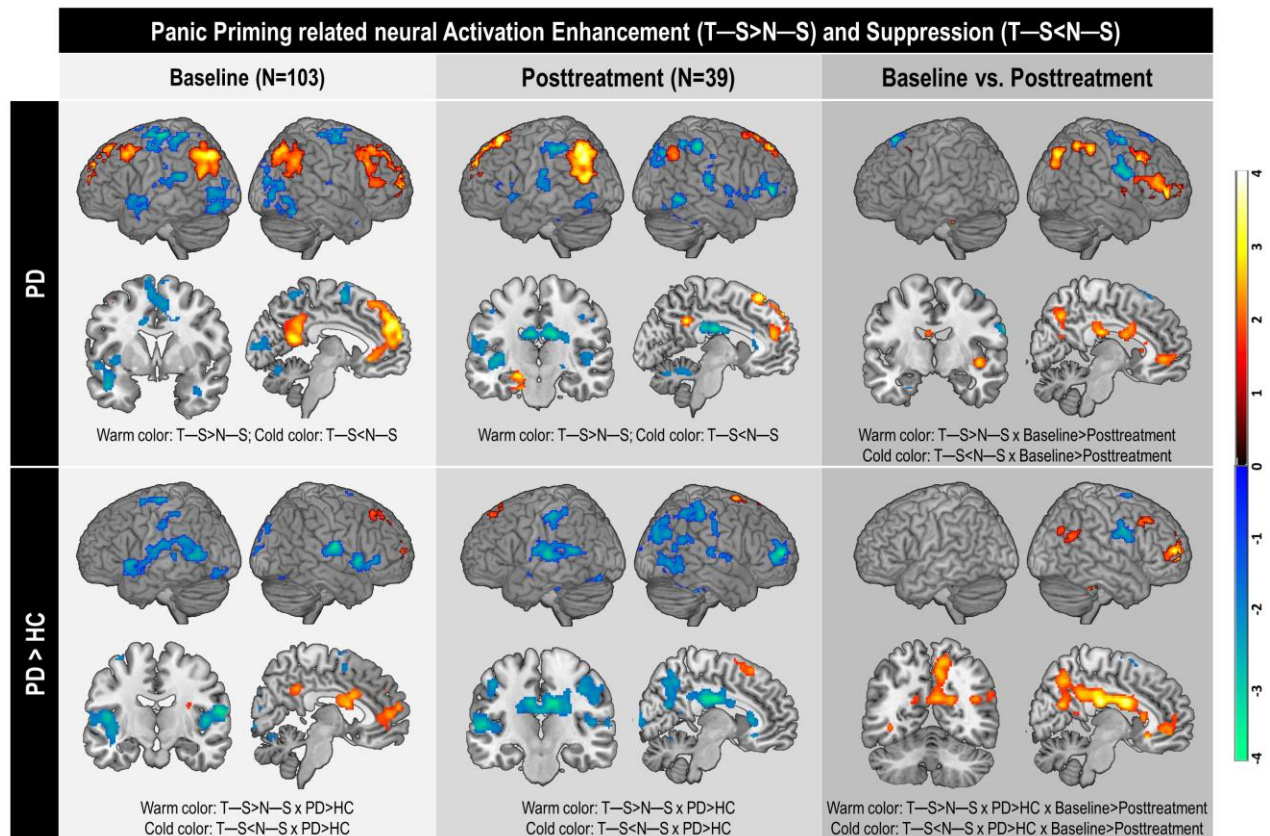 Panic Priming related neural Activation Enhancement (T—S>N—S) and Suppression (T—S<N—S)
Baseline (N=103)
Posttreatment (N=39)
Baseline vs. Posttreatment
PD
Warm color: T—S>N—S; Cold color: T—S<N—S
Warm color: T—S>N—S; Cold color: T—S<N—S
Warm color: T—S>N—S x Baseline>Posttreatment
Cold color: T—S<N—S x Baseline>Posttreatment
PD > HC
Warm color: T—S>N—S x PD>HC
Cold color: T—S<N—S x PD>HC
Warm color: T—S>N—S x PD>HC
Cold color: T—S<N—S x PD>HC
Warm color: T—S>N—S x PD>HC x Baseline>Posttreatment
Cold color: T—S<N—S x PD>HC x Baseline>Posttreatment
4
3
2
1
0
-1
-2
-3
-4